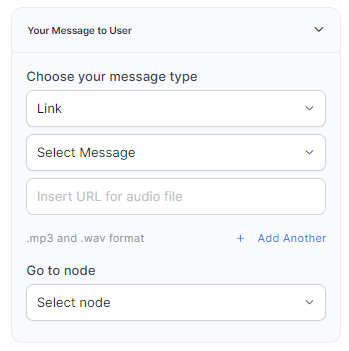 Your Message to User
Choose your message type
Link
Select Message
Insert URL for audio file
.mp3 and .wav format
+ Add Another
Go to node
Select node